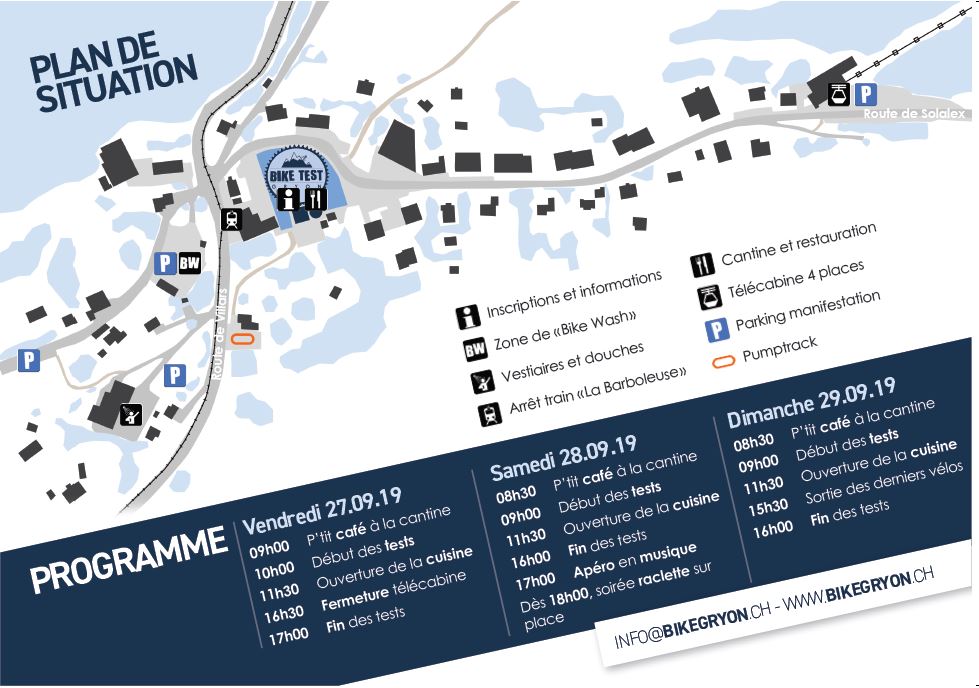 PLAN DE
SITUATION
BIKE TEST
GRYON
BW
P
P
P
P
Route de Solalex
Route de Villars
Inscriptions et informations
BW Zone de «Bike Wash»
Vestiaires et douches
Arrêt train «La Barboleuse»
Cantine et restauration
Télécabine 4 places
P Parking manifestation
Pumptrack
PROGRAMME
Vendredi 27.09.19
09h00 P'tit café à la cantine
10h00 Début des tests
11h30 Ouverture de la cuisine
16h30 Fermeture télécabine
17h00 Fin des tests
Samedi 28.09.19
08h30 P'tit café à la cantine
09h00 Début des tests
11h30 Ouverture de la cuisine
16h00 Fin des tests
17h00 Apéro en musique
Dès 18h00, soirée raclette sur
place
Dimanche 29.09.19
08h30 P'tit café à la cantine
09h00 Début des tests
11h30 Ouverture de la cuisine
15h30 Sortie des derniers vélos
16h00 Fin des tests
INFO@BIKEGRYON.CH - WWW.BIKEGRYON.CH